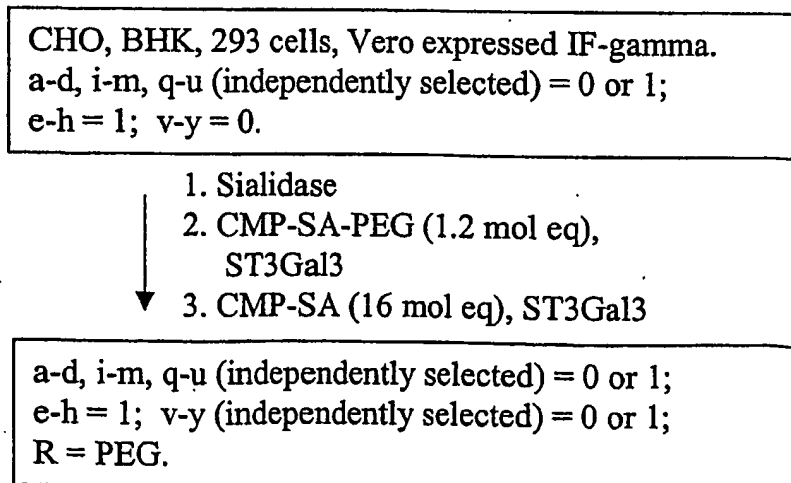 CHO, BHK, 293 cells, Vero expressed IF-gamma.
a-d, i-m, q-u (independently selected) = 0 or 1;
e-h = 1; v-y = 0.
1. Sialidase
2. CMP-SA-PEG (1.2 mol eq),
ST3Gal3
3. CMP-SA (16 mol eq), ST3Gal3
a-d, i-m, q-u (independently selected) = 0 or 1;
e-h = 1; v-y (independently selected) = 0 or 1;
R = PEG.